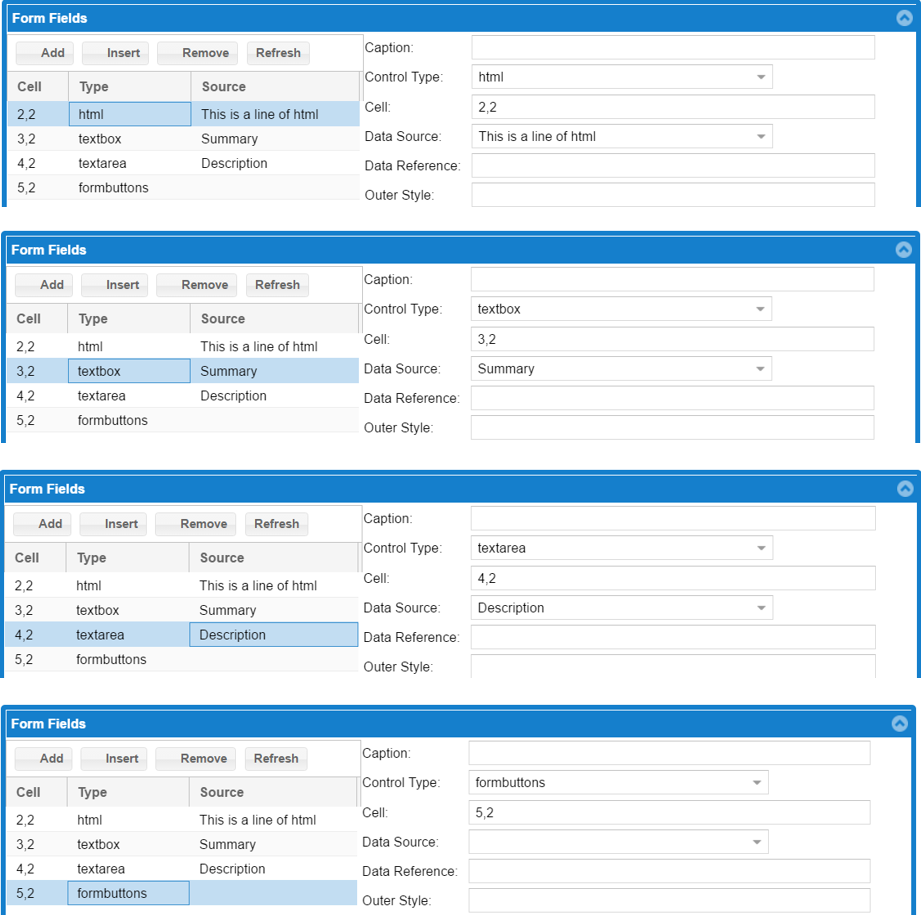 Form Fields
Add Insert Remove Refresh
Caption:
Cell Type Source
Control Type: html
2,2 html This is a line of html
Cell: 2,2
3,2 textbox Summary
Data Source: This is a line of html
4,2 textarea Description
Data Reference:
5,2 formbuttons
Outer Style:
Form Fields
Add Insert Remove Refresh
Caption:
Cell Type Source
Control Type: textbox
2,2 html This is a line of html
Cell: 3,2
3,2 textbox Summary
Data Source: Summary
4,2 textarea Description
Data Reference:
5,2 formbuttons
Outer Style:
Form Fields
Add Insert Remove Refresh
Caption:
Cell Type Source
Control Type: textarea
2,2 html This is a line of html
Cell: 4,2
3,2 textbox Summary
Data Source: Description
4,2 textarea Description
Data Reference:
5,2 formbuttons
Outer Style:
Form Fields
Add Insert Remove Refresh
Caption:
Cell Type Source
Control Type: formbuttons
2,2 html This is a line of html
Cell: 5,2
3,2 textbox Summary
Data Source:
4,2 textarea Description
Data Reference:
5,2 formbuttons
Outer Style: